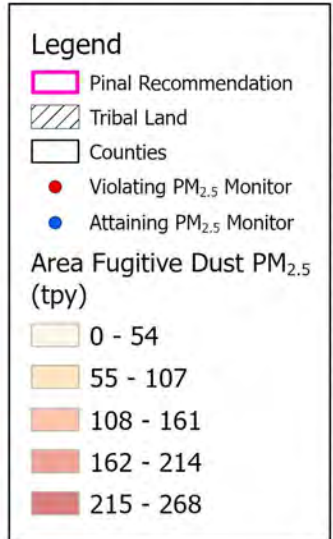 Legend
Pinal Recommendation
Tribal Land
Counties
Violating PM₂.₅ Monitor
Attaining PM₂.₅ Monitor
Area Fugitive Dust PM₂.₅
(tpy)
0 - 54
55 - 107
108 - 161
162 - 214
215 - 268